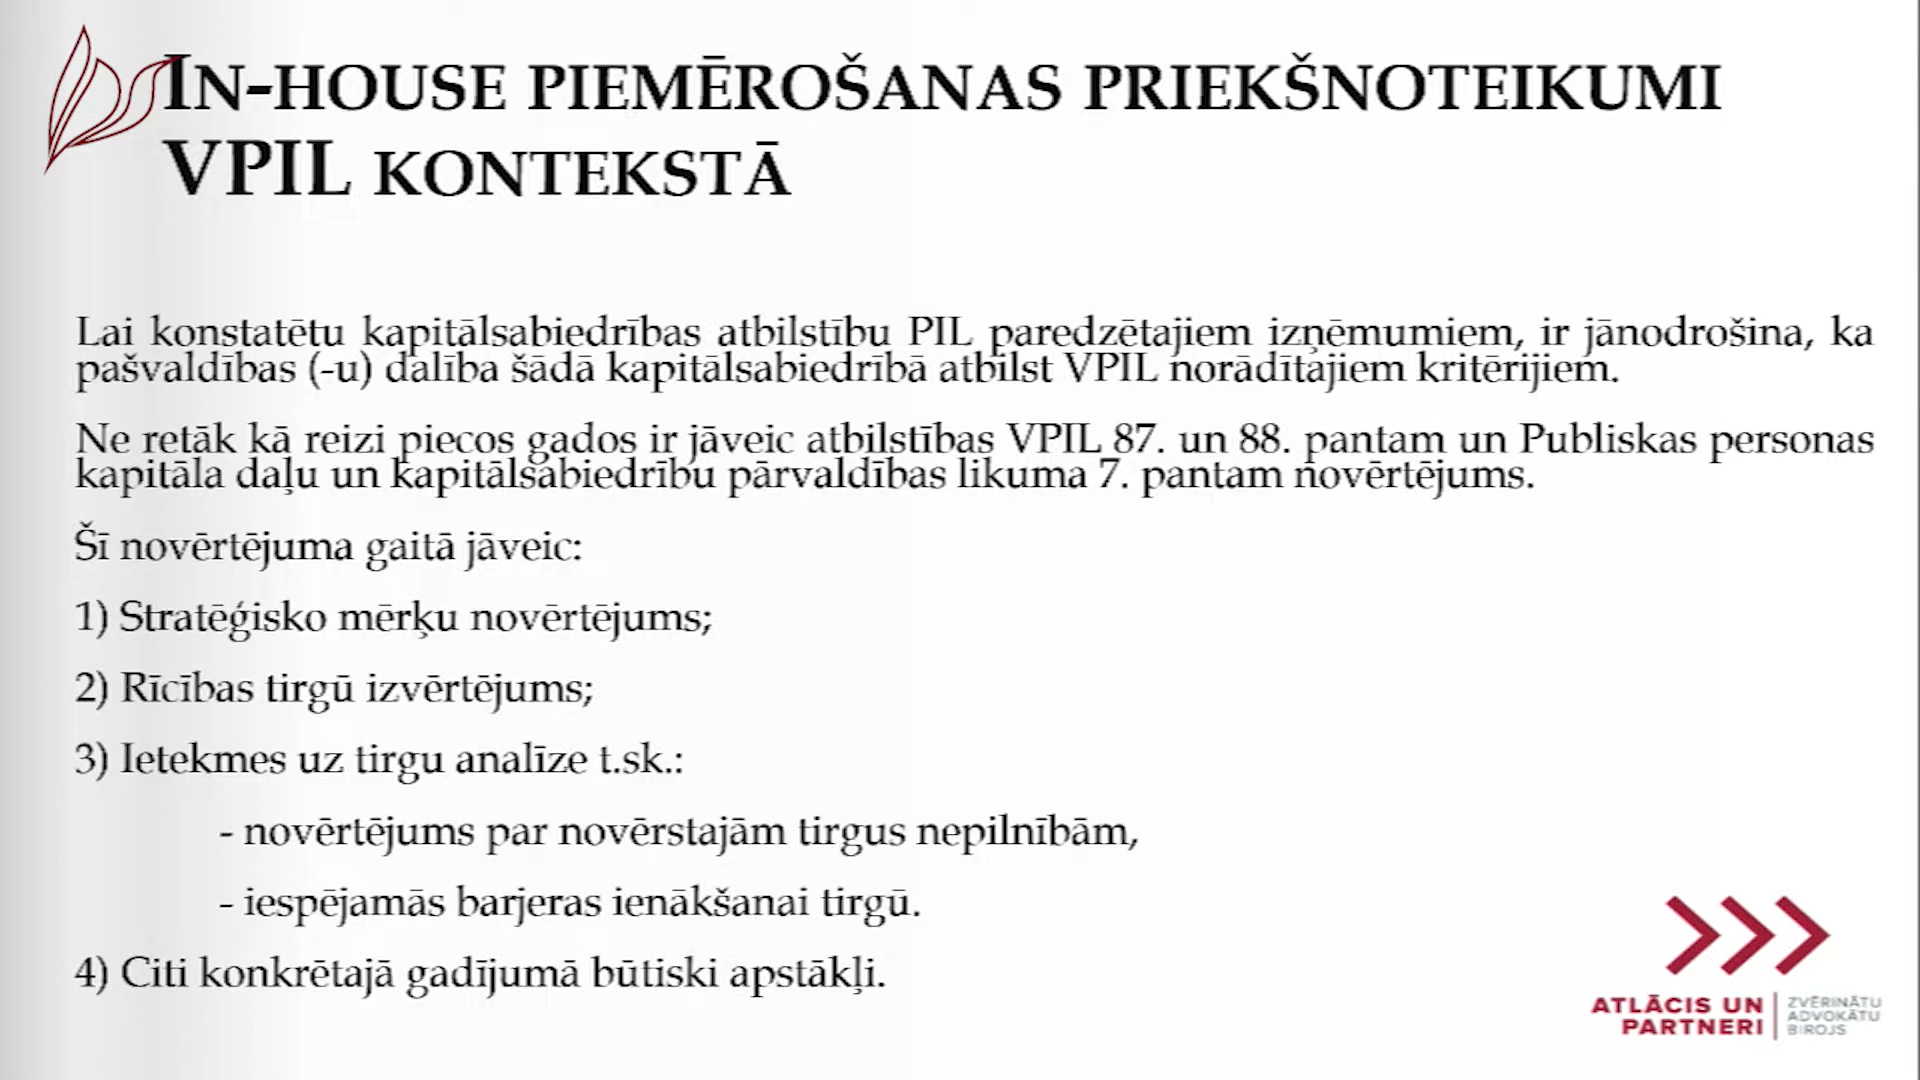 IN-HOUSE PIEMĒROŠANAS PRIEKŠNOTEIKUMI
VPIL KONTEKSTĀ
Lai konstatētu kapitālsabiedrības atbilstību PIL paredzētajiem izņēmumiem, ir jānodrošina, ka
pašvaldības (-u) dalība šādā kapitālsabiedrībā atbilst VPIL norādītajiem kritērijiem.
Ne retāk kā reizi piecos gados ir jāveic atbilstības VPIL 87. un 88. pantam un Publiskas personas
kapitāla daļu un kapitālsabiedrību pārvaldības likuma 7. pantam novērtējums.
Šī novērtējuma gaitā jāveic:
1) Stratēģisko mērķu novērtējums;
2) Rīcības tirgū izvērtējums;
3) Ietekmes uz tirgu analīze t.sk.:
- novērtējums par novērstajām tirgus nepilnībām,
- iespējamās barjeras ienākšanai tirgū.
4) Citi konkrētajā gadījumā būtiski apstākļi.
ATLĀCIS UN
PARTNERI
ZVĒRINĀTU
ADVOKĀTU
BIROJS